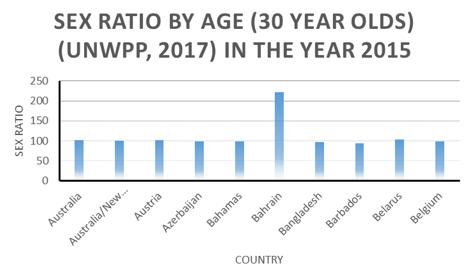 SEX RATIO BY AGE (30 YEAR OLDS)
(UNWPP, 2017) IN THE YEAR 2015
250
200
150
100
50
0
SEX RATIO
Australia
Australia/New...
Austria
Azerbaijan
Bahamas
Bahrain
Bangladesh
Barbados
Belarus
Belgium
COUNTRY